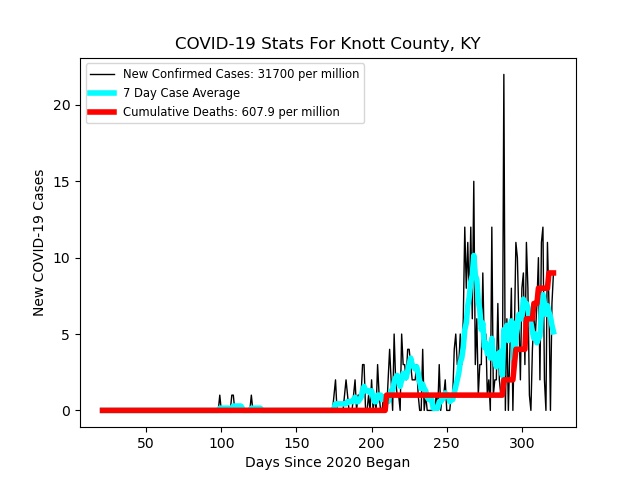 COVID-19 Stats For Knott County, KY
New Confirmed Cases: 31700 per million
7 Day Case Average
Cumulative Deaths: 607.9 per million
New COVID-19 Cases
20
15
10
5
0
50 100 150 200 250 300
Days Since 2020 Began